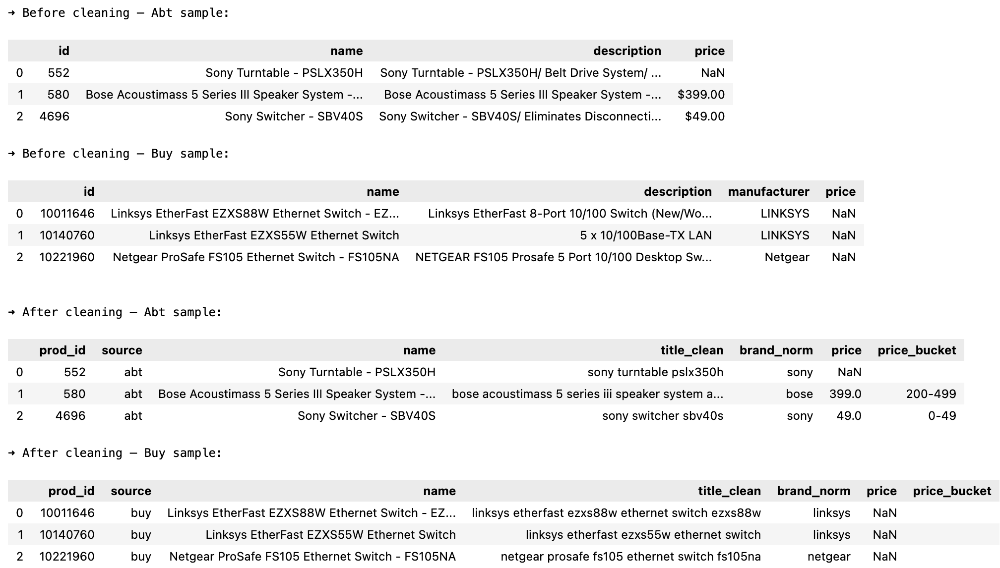 → Before cleaning — Abt sample:
id name description price
0 552 Sony Turntable - PSLX350H Sony Turntable - PSLX350H/ Belt Drive System/ ... NaN
1 580 Bose Acoustimass 5 Series III Speaker System -... Bose Acoustimass 5 Series III Speaker System -... $399.00
2 4696 Sony Switcher - SBV40S Sony Switcher - SBV40S/ Eliminates Disconnecti... $49.00
→ Before cleaning — Buy sample:
id name description manufacturer price
0 10011646 Linksys EtherFast EZXS88W Ethernet Switch - EZ... Linksys EtherFast 8-Port 10/100 Switch (New/Wo... LINKSYS NaN
1 10140760 Linksys EtherFast EZXS55W Ethernet Switch 5 x 10/100Base-TX LAN LINKSYS NaN
2 10221960 Netgear ProSafe FS105 Ethernet Switch - FS105NA NETGEAR FS105 Prosafe 5 Port 10/100 Desktop Sw... Netgear NaN
→ After cleaning — Abt sample:
prod_id source name title_clean brand_norm price price_bucket
0 552 abt Sony Turntable - PSLX350H sony turntable pslx350h sony NaN
1 580 abt Bose Acoustimass 5 Series III Speaker System -... bose acoustimass 5 series iii speaker system a... bose 399.0 200-499
2 4696 abt Sony Switcher - SBV40S sony switcher sbv40s sony 49.0 0-49
→ After cleaning — Buy sample:
prod_id source name title_clean brand_norm price price_bucket
0 10011646 buy Linksys EtherFast EZXS88W Ethernet Switch - EZ... linksys etherfast ezxs88w ethernet switch ezxs88w linksys NaN
1 10140760 buy Linksys EtherFast EZXS55W Ethernet Switch linksys etherfast ezxs55w ethernet switch linksys NaN
2 10221960 buy Netgear ProSafe FS105 Ethernet Switch - FS105NA netgear prosafe fs105 ethernet switch fs105na netgear NaN